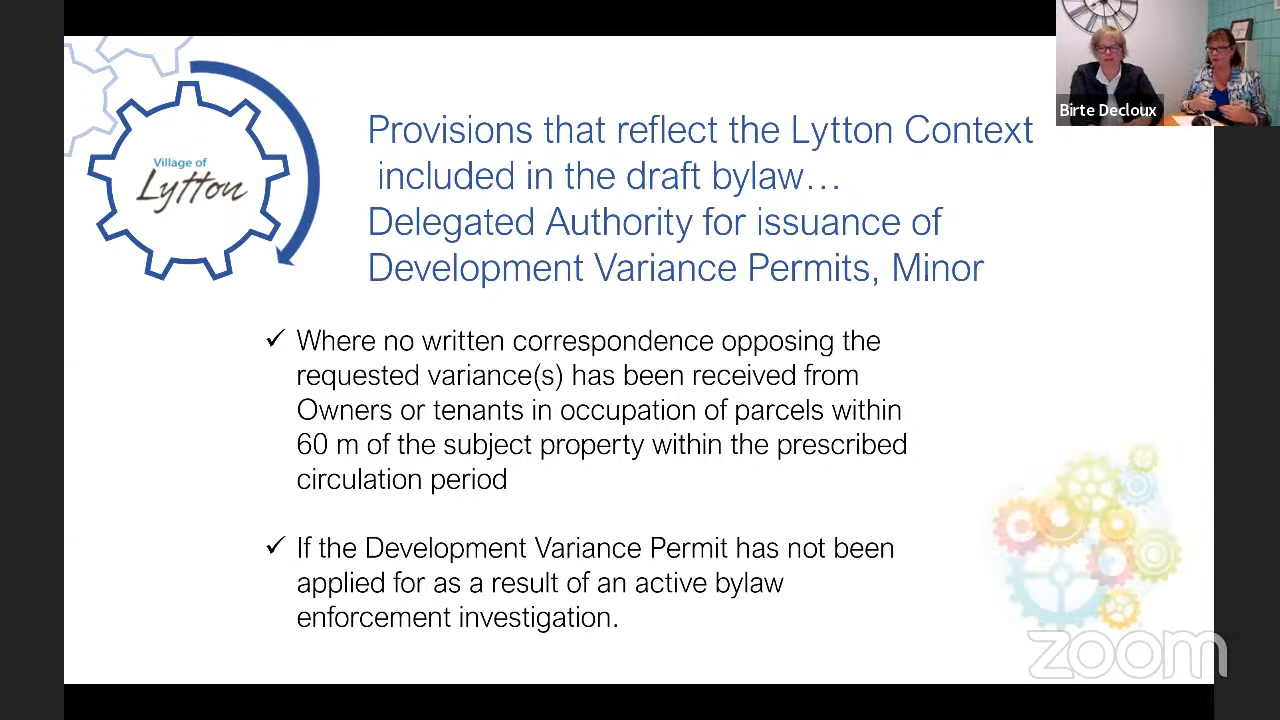 Birte Decloux
Village of
Lytton
Provisions that reflect the Lytton Context
included in the draft bylaw…
Delegated Authority for issuance of
Development Variance Permits, Minor
✓ Where no written correspondence opposing the
requested variance(s) has been received from
Owners or tenants in occupation of parcels within
60 m of the subject property within the prescribed
circulation period
✓ If the Development Variance Permit has not been
applied for as a result of an active bylaw
enforcement investigation.
zoom